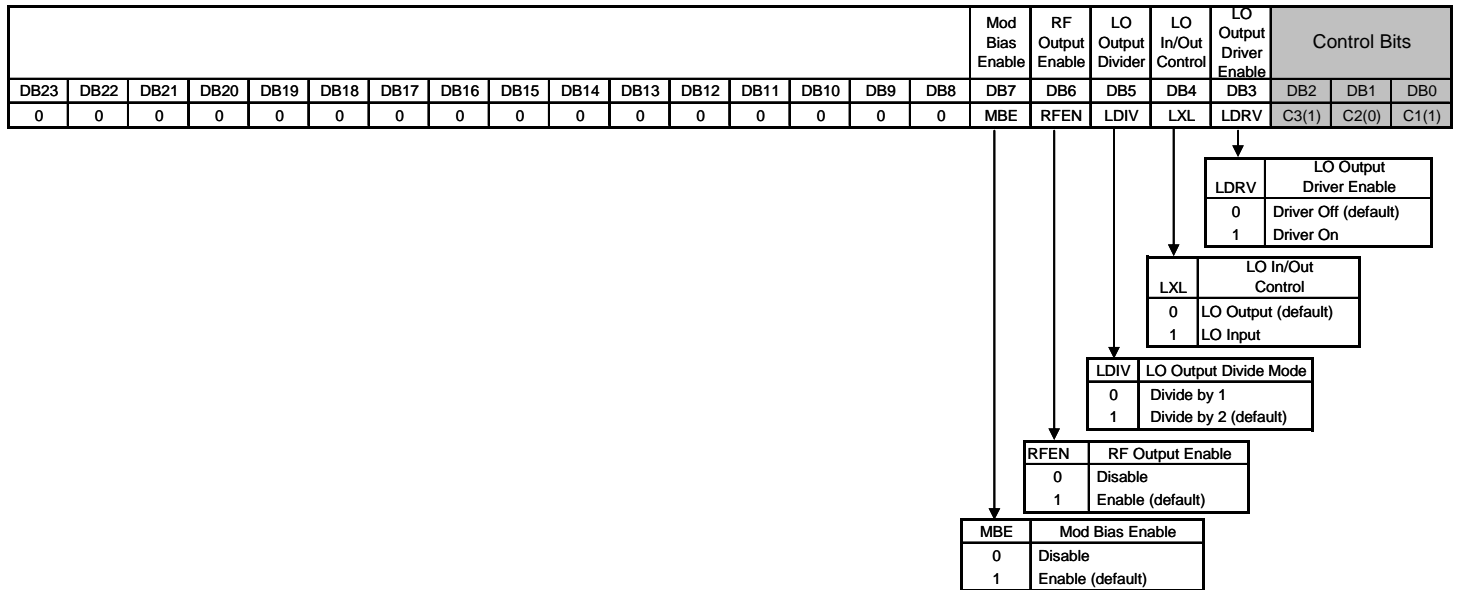 Mod Bias Enable RF Output Enable LO Output Divider LO In/Out Control LO Output Driver Enable Control Bits
DB23 DB22 DB21 DB20 DB19 DB18 DB17 DB16 DB15 DB14 DB13 DB12 DB11 DB10 DB9 DB8 DB7 DB6 DB5 DB4 DB3 DB2 DB1 DB0
0 0 0 0 0 0 0 0 0 0 0 0 0 0 0 0 MBE RFEN LDIV LXL LDRV C3(1) C2(0) C1(1)
LDRV LO Output Driver Enable
0 Driver Off (default)
1 Driver On
LXL LO In/Out Control
0 LO Output (default)
1 LO Input
LDIV LO Output Divide Mode
0 Divide by 1
1 Divide by 2 (default)
RFEN RF Output Enable
0 Disable
1 Enable (default)
MBE Mod Bias Enable
0 Disable
1 Enable (default)